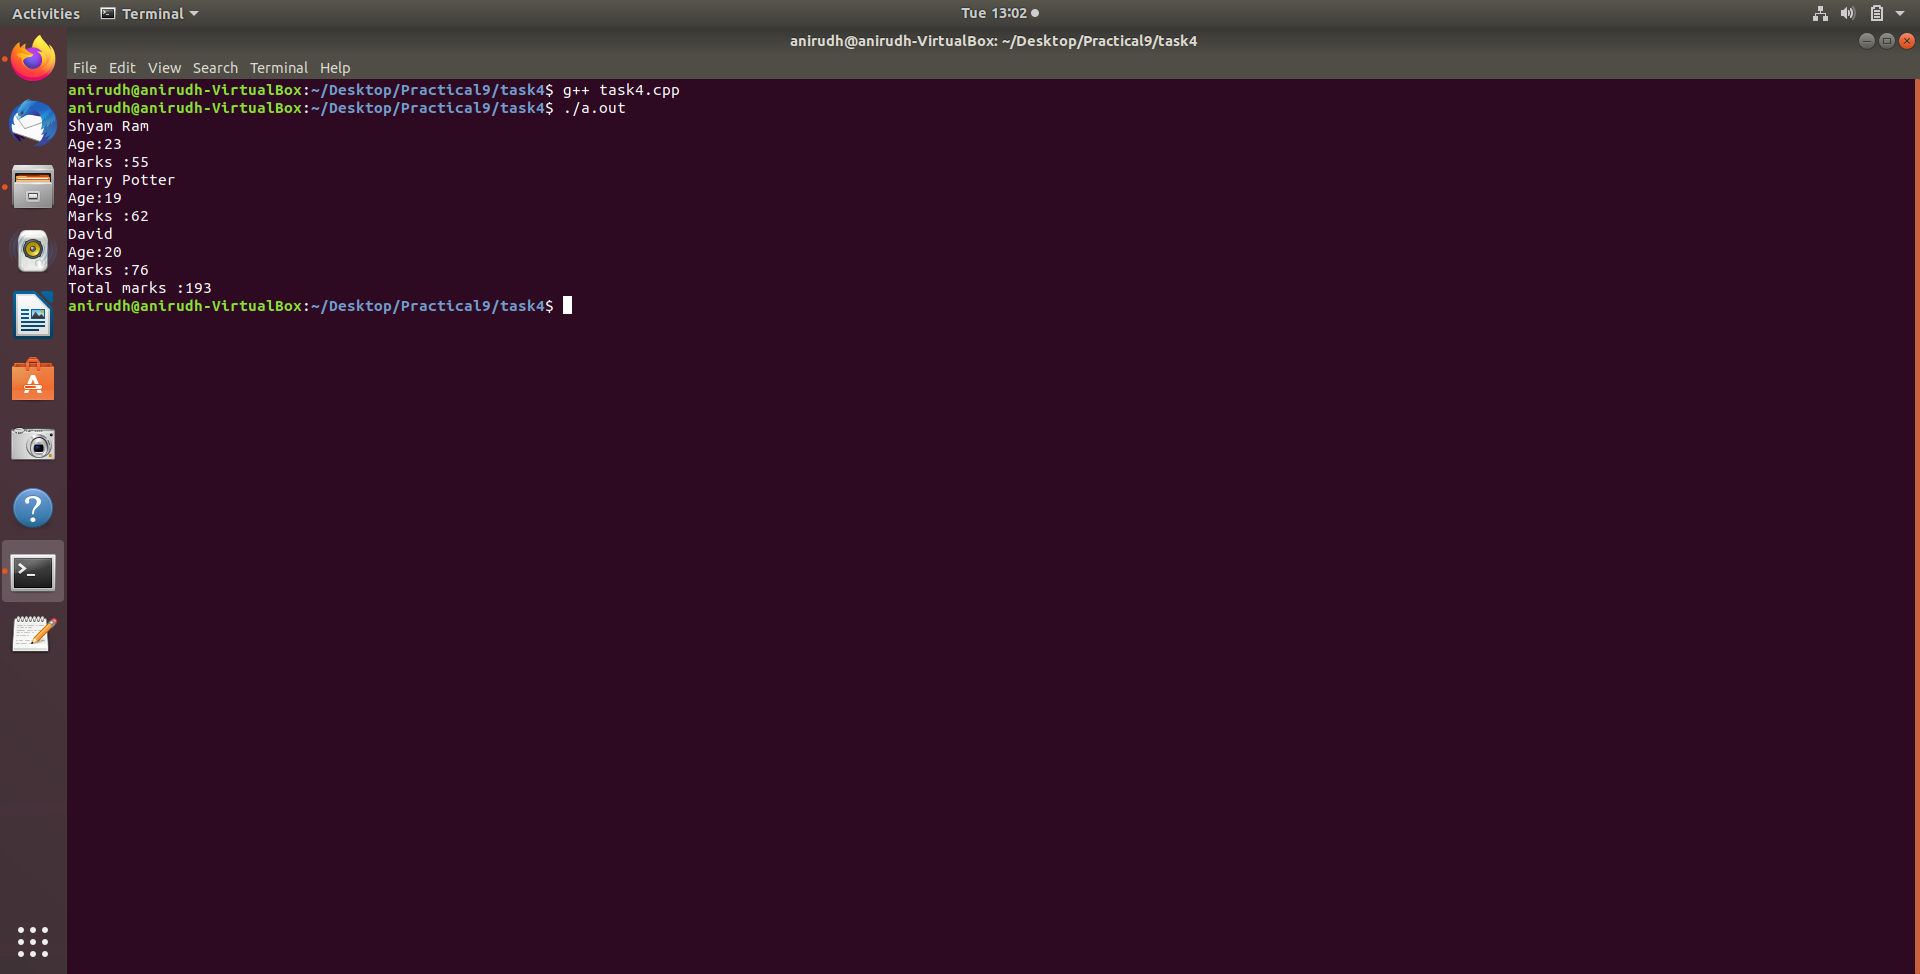 Activities Terminal Tue 13:02
anirudh@anirudh-VirtualBox: ~/Desktop/Practical9/task4
File Edit View Search Terminal Help
anirudh@anirudh-VirtualBox:~/Desktop/Practical9/task4$ g++ task4.cpp
anirudh@anirudh-VirtualBox:~/Desktop/Practical9/task4$ ./a.out
Shyam Ram
Age:23
Marks :55
Harry Potter
Age:19
Marks :62
David
Age:20
Marks :76
Total marks :193
anirudh@anirudh-VirtualBox:~/Desktop/Practical9/task4$